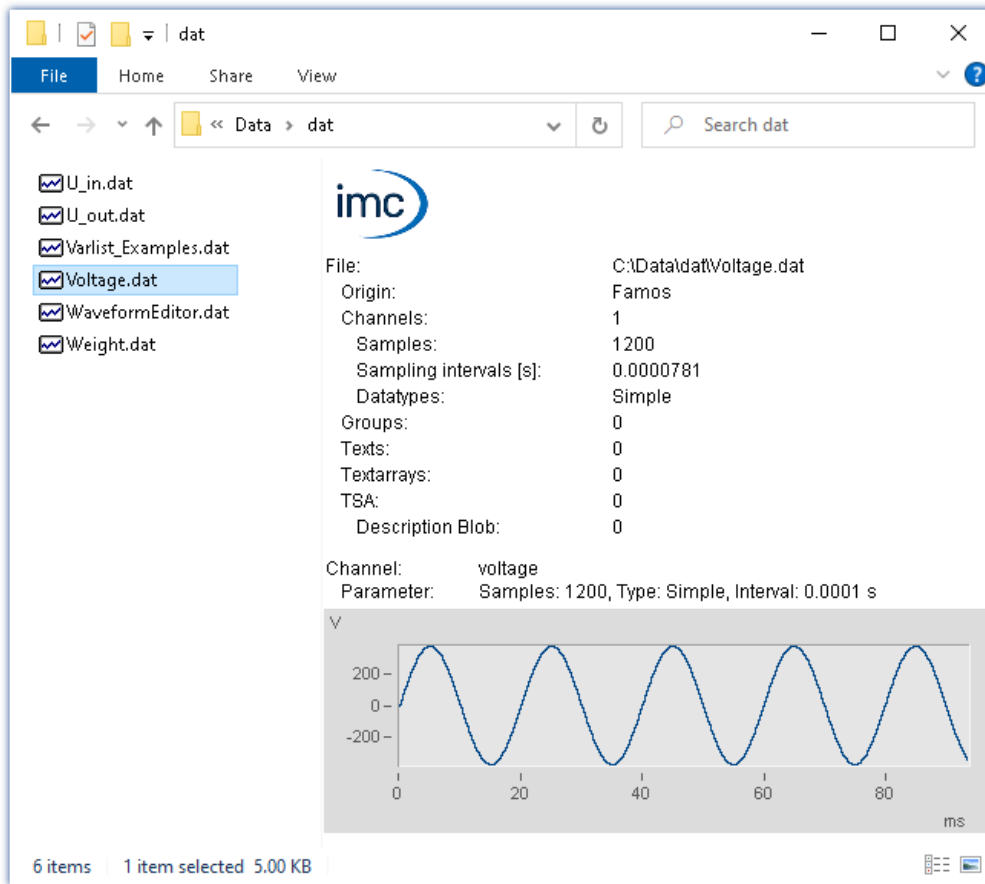 dat
File Home Share View
« Data › dat Search dat
U_in.dat
U_out.dat
Varlist_Examples.dat
Voltage.dat
WaveformEditor.dat
Weight.dat
imc
File: C:\Data\dat\Voltage.dat
Origin: Famos
Channels: 1
Samples: 1200
Sampling intervals [s]: 0.0000781
Datatypes: Simple
Groups: 0
Texts: 0
Textarrays: 0
TSA: 0
Description Blob: 0
Channel: voltage
Parameter: Samples: 1200, Type: Simple, Interval: 0.0001 s
V
200
0
-200
0 20 40 60 80
ms
6 items 1 item selected 5.00 KB